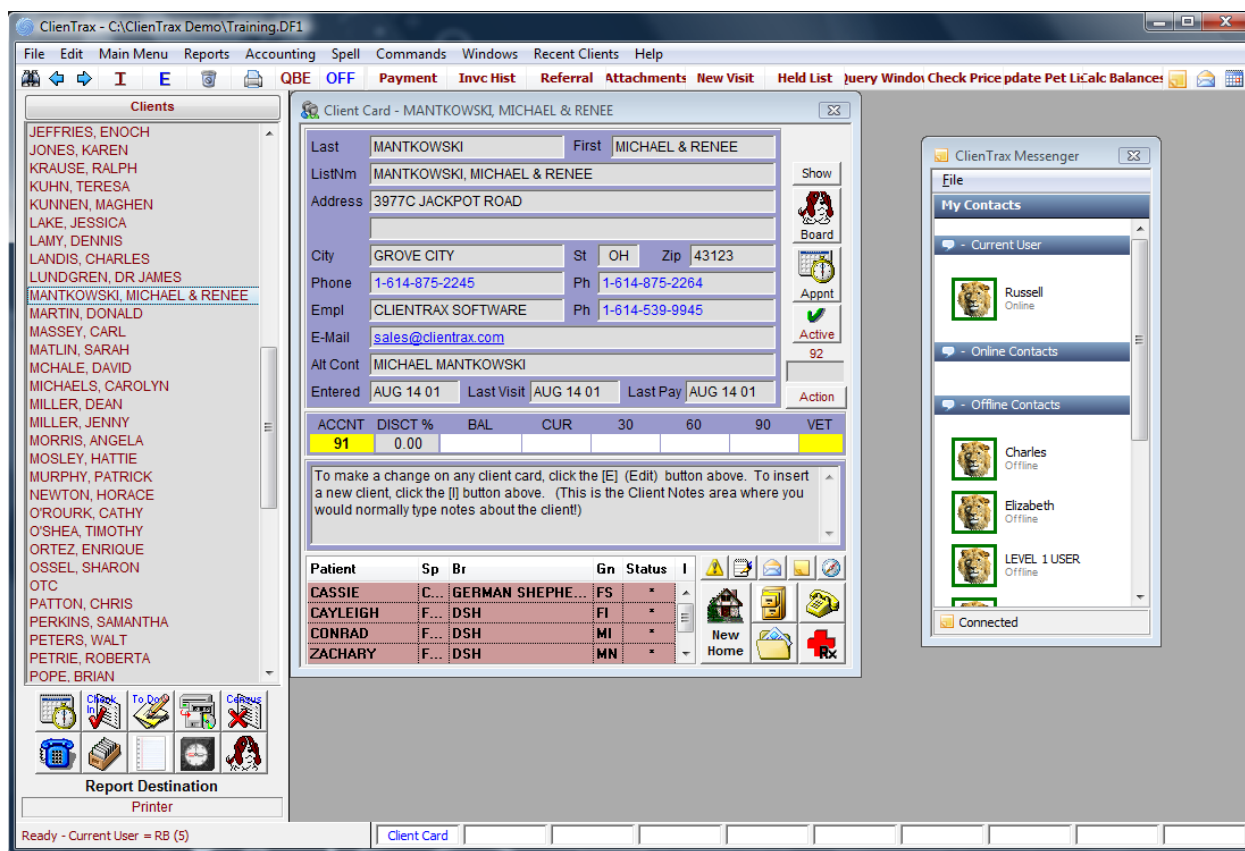 ClienTrax - C:\ClienTrax Demo\Training.DF1
File Edit Main Menu Reports Accounting Spell Commands Windows Recent Clients Help
I E QBE OFF Payment Invc Hist Referral Attachments New Visit Held List Query Windo Check Price pdate Pet Li Calc Balances
Clients
JEFFRIES, ENOCH
JONES, KAREN
KRAUSE, RALPH
KUHN, TERESA
KUNNEN, MAGHEN
LAKE, JESSICA
LAMY, DENNIS
LANDIS, CHARLES
LUNDGREN, DR JAMES
MANTKOWSKI, MICHAEL & RENEE
MARTIN, DONALD
MASSEY, CARL
MATLIN, SARAH
MCHALE, DAVID
MICHAELS, CAROLYN
MILLER, DEAN
MILLER, JENNY
MORRIS, ANGELA
MOSLEY, HATTIE
MURPHY, PATRICK
NEWTON, HORACE
O'ROURK, CATHY
O'SHEA, TIMOTHY
ORTEZ, ENRIQUE
OSSEL, SHARON
OTC
PATTON, CHRIS
PERKINS, SAMANTHA
PETERS, WALT
PETRIE, ROBERTA
POPE, BRIAN
Check In To Do Census
Report Destination
Printer
Ready - Current User = RB (5)
Client Card - MANTKOWSKI, MICHAEL & RENEE
Last MANTKOWSKI First MICHAEL & RENEE
ListNm MANTKOWSKI, MICHAEL & RENEE
Address 3977C JACKPOT ROAD
City GROVE CITY St OH Zip 43123
Phone 1-614-875-2245 Ph 1-614-875-2264
Empl CLIENTRAX SOFTWARE Ph 1-614-539-9945
E-Mail sales@clientrax.com
Alt Cont MICHAEL MANTKOWSKI
Entered AUG 14 01 Last Visit AUG 14 01 Last Pay AUG 14 01
Show
Board
Appnt
Active
92
Action
ACCNT DISCT % BAL CUR 30 60 90 VET
91 0.00
To make a change on any client card, click the [E] (Edit) button above. To insert
a new client, click the [I] button above. (This is the Client Notes area where you
would normally type notes about the client!)
Patient Sp Br Gn Status I
CASSIE C... GERMAN SHEPHE... FS *
CAYLEIGH F... DSH FI *
CONRAD F... DSH MI *
ZACHARY F... DSH MN *
New
Home
Rx
Client Card
ClienTrax Messenger
File
My Contacts
- Current User
Russell
Online
- Online Contacts
- Offline Contacts
Charles
Offline
Elizabeth
Offline
LEVEL 1 USER
Offline
Connected